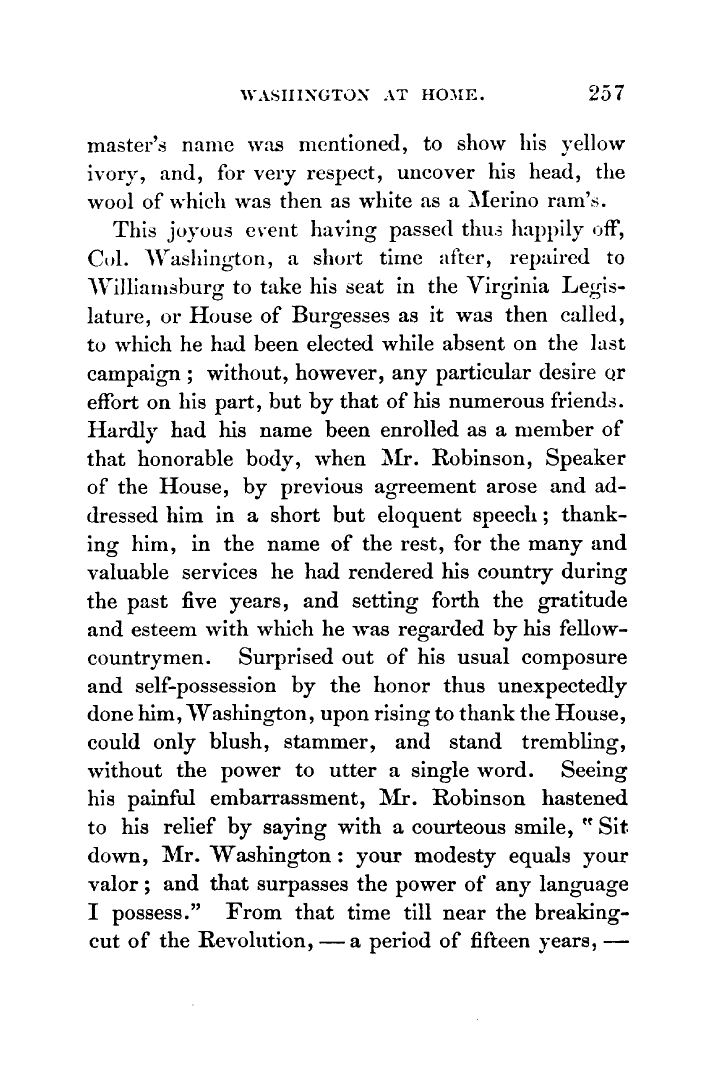 WASHINGTON AT HOME. 257
master's name was mentioned, to show his yellow
ivory, and, for very respect, uncover his head, the
wool of which was then as white as a Merino ram's.
This joyous event having passed thus happily off,
Col. Washington, a short time after, repaired to
Williamsburg to take his seat in the Virginia Legis-
lature, or House of Burgesses as it was then called,
to which he had been elected while absent on the last
campaign ; without, however, any particular desire or
effort on his part, but by that of his numerous friends.
Hardly had his name been enrolled as a member of
that honorable body, when Mr. Robinson, Speaker
of the House, by previous agreement arose and ad-
dressed him in a short but eloquent speech ; thank-
ing him, in the name of the rest, for the many and
valuable services he had rendered his country during
the past five years, and setting forth the gratitude
and esteem with which he was regarded by his fellow-
countrymen. Surprised out of his usual composure
and self-possession by the honor thus unexpectedly
done him, Washington, upon rising to thank the House,
could only blush, stammer, and stand trembling,
without the power to utter a single word. Seeing
his painful embarrassment, Mr. Robinson hastened
to his relief by saying with a courteous smile, " Sit
down, Mr. Washington : your modesty equals your
valor ; and that surpasses the power of any language
I possess." From that time till near the breaking-
cut of the Revolution, — a period of fifteen years, —